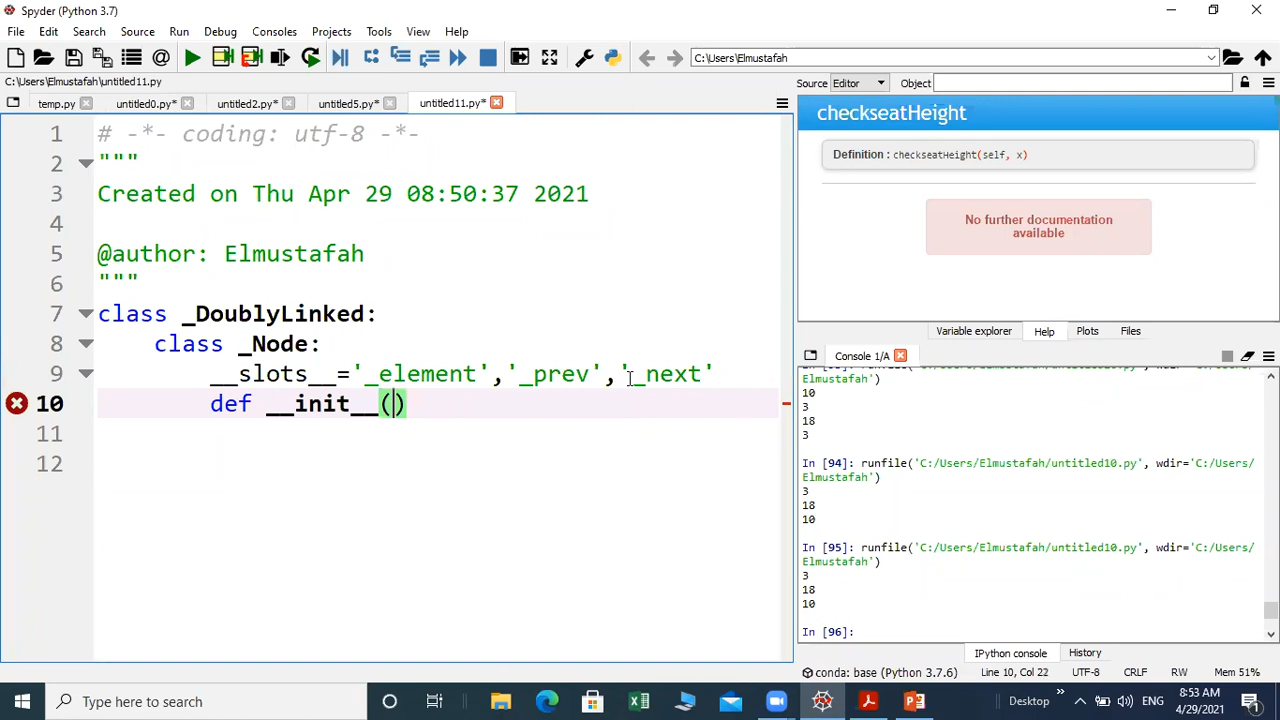 Spyder (Python 3.7)
File Edit Search Source Run Debug Consoles Projects Tools View Help
C:\Users\Elmustafah
C:\Users\Elmustafah\untitled11.py
Source Editor Object
temp.py untitled0.py* untitled2.py* untitled5.py* untitled11.py*
checkseatHeight
Definition : checkseatHeight(self, x)
No further documentation
available
Variable explorer Help Plots Files
1 # -*- coding: utf-8 -*-
2 """
3 Created on Thu Apr 29 08:50:37 2021
4
5 @author: Elmustafah
6 """
7 class _DoublyLinked:
8 class _Node:
9 __slots__='_element','_prev','_next'
10 def __init__()
11
12
Console 1/A
Elmustafah')
10
3
18
3
In [94]: runfile('C:/Users/Elmustafah/untitled10.py', wdir='C:/Users/
Elmustafah')
3
18
10
In [95]: runfile('C:/Users/Elmustafah/untitled10.py', wdir='C:/Users/
Elmustafah')
3
18
10
In [96]:
IPython console History
conda: base (Python 3.7.6) Line 10, Col 22 UTF-8 CRLF RW Mem 51%
Type here to search
Desktop ENG
8:53 AM
4/29/2021